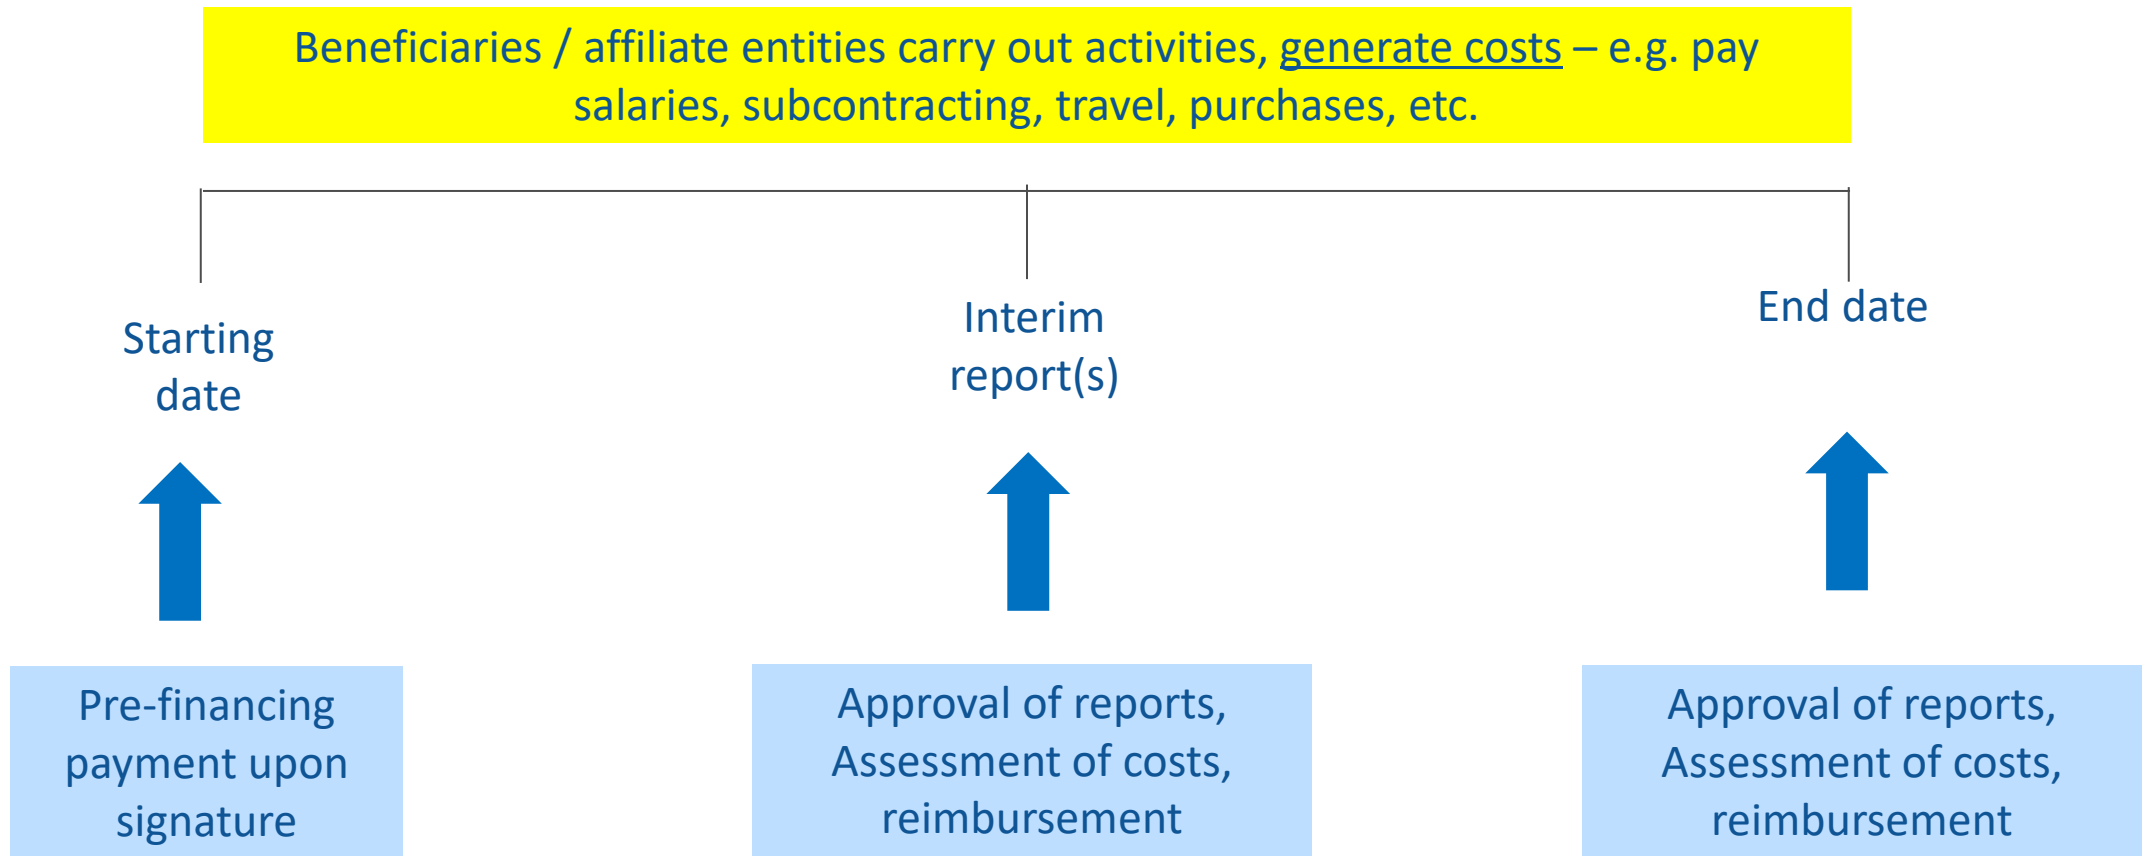 Beneficiaries / affiliate entities carry out activities, generate costs – e.g. pay
salaries, subcontracting, travel, purchases, etc.
Starting
date
Interim
report(s)
End date
Pre-financing
payment upon
signature
Approval of reports,
Assessment of costs,
reimbursement
Approval of reports,
Assessment of costs,
reimbursement